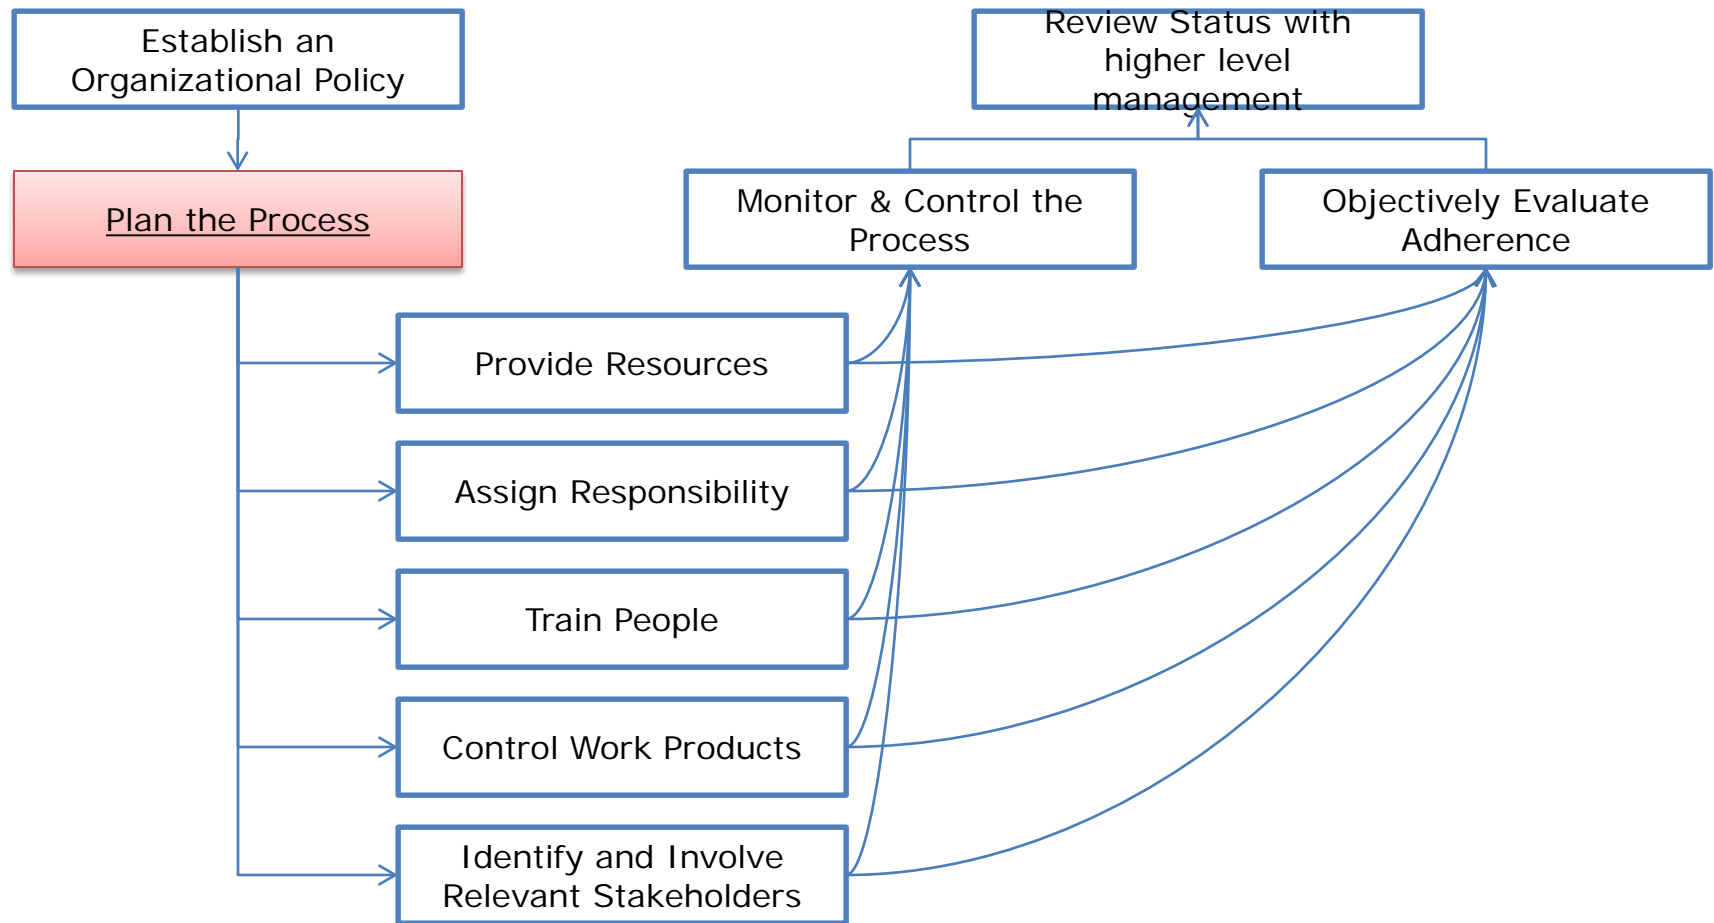 Establish an
Organizational Policy
Review Status with
higher level
management
Plan the Process
Monitor & Control the
Process
Objectively Evaluate
Adherence
Provide Resources
Assign Responsibility
Train People
Control Work Products
Identify and Involve
Relevant Stakeholders